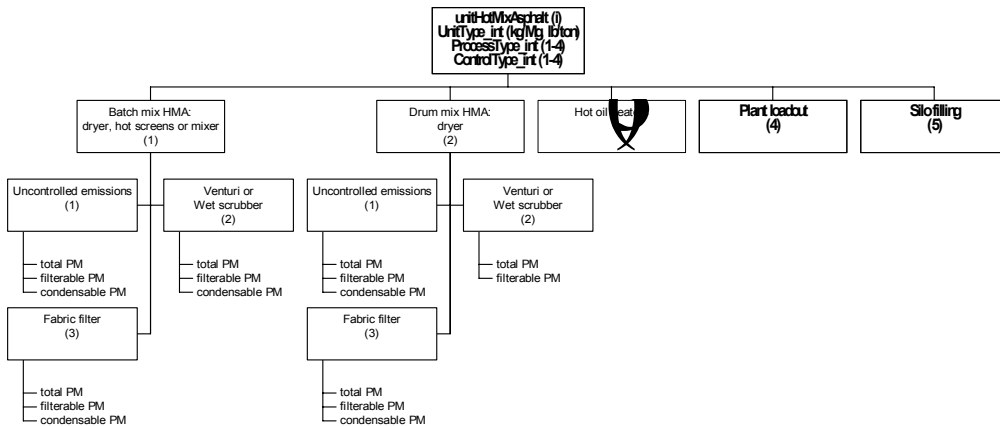 unitHotMixAsphalt (i)
UnitType_int (kg/Mg, lb/ton)
ProcessType_int (1-4)
ControlType_int (1-4)
Batch mix HMA:
dryer, hot screens or mixer
(1)
Drum mix HMA:
dryer
(2)
Hot oil
Plant loadout
(4)
Silo filling
(5)
Uncontrolled emissions
(1)
Venturi or
Wet scrubber
(2)
total PM
filterable PM
condensable PM
total PM
filterable PM
condensable PM
Fabric filter
(3)
total PM
filterable PM
condensable PM
Uncontrolled emissions
(1)
Venturi or
Wet scrubber
(2)
total PM
filterable PM
condensable PM
total PM
filterable PM
Fabric filter
(3)
total PM
filterable PM
condensable PM